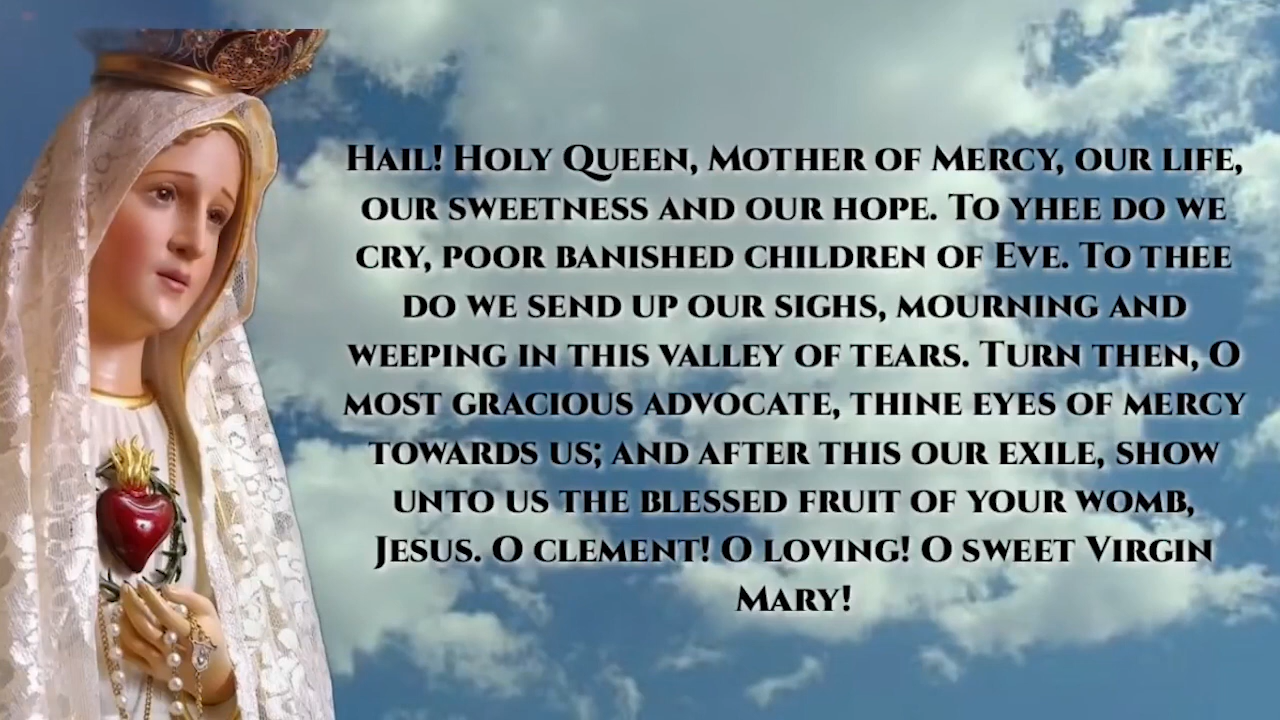 Hail! Holy Queen, Mother of Mercy, our life,
our sweetness and our hope. To yhee do we
cry, poor banished children of Eve. To thee
do we send up our sighs, mourning and
weeping in this valley of tears. Turn then, O
most gracious advocate, thine eyes of mercy
towards us; and after this our exile, show
unto us the blessed fruit of your womb,
Jesus. O clement! O loving! O sweet Virgin
Mary!